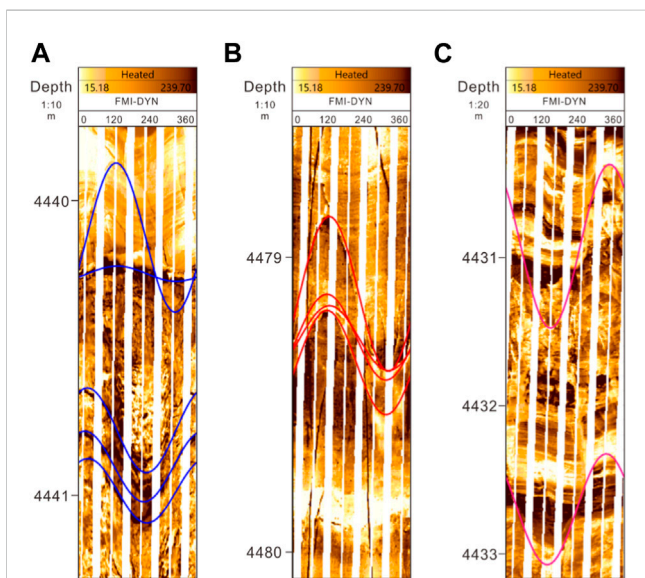 A
Heated
15.18 239.70
Depth
FMI-DYN
1:10
m
0 120 240 360
4440
4441
B
Heated
15.18 239.70
Depth
FMI-DYN
1:10
m
0 120 240 360
4479
4480
C
Heated
15.18 239.70
Depth
FMI-DYN
1:20
m
0 120 240 360
4431
4432
4433